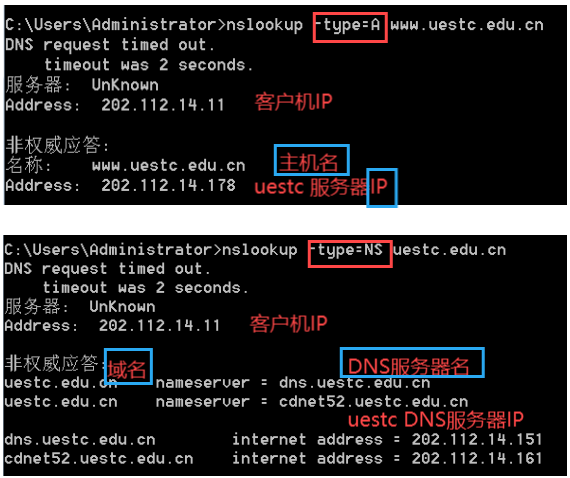 C:\Users\Administrator>nslookup -type=A www.uestc.edu.cn
DNS request timed out.
timeout was 2 seconds.
服务器: UnKnown
Address: 202.112.14.11 客户机IP
非权威应答:
名称: www.uestc.edu.cn 主机名
Address: 202.112.14.178 uestc 服务器IP
C:\Users\Administrator>nslookup -type=NS uestc.edu.cn
DNS request timed out.
timeout was 2 seconds.
服务器: UnKnown
Address: 202.112.14.11 客户机IP
非权威应答: 域名 DNS服务器名
uestc.edu.cn nameserver = dns.uestc.edu.cn
uestc.edu.cn nameserver = cdnet52.uestc.edu.cn
uestc DNS服务器IP
dns.uestc.edu.cn internet address = 202.112.14.151
cdnet52.uestc.edu.cn internet address = 202.112.14.161